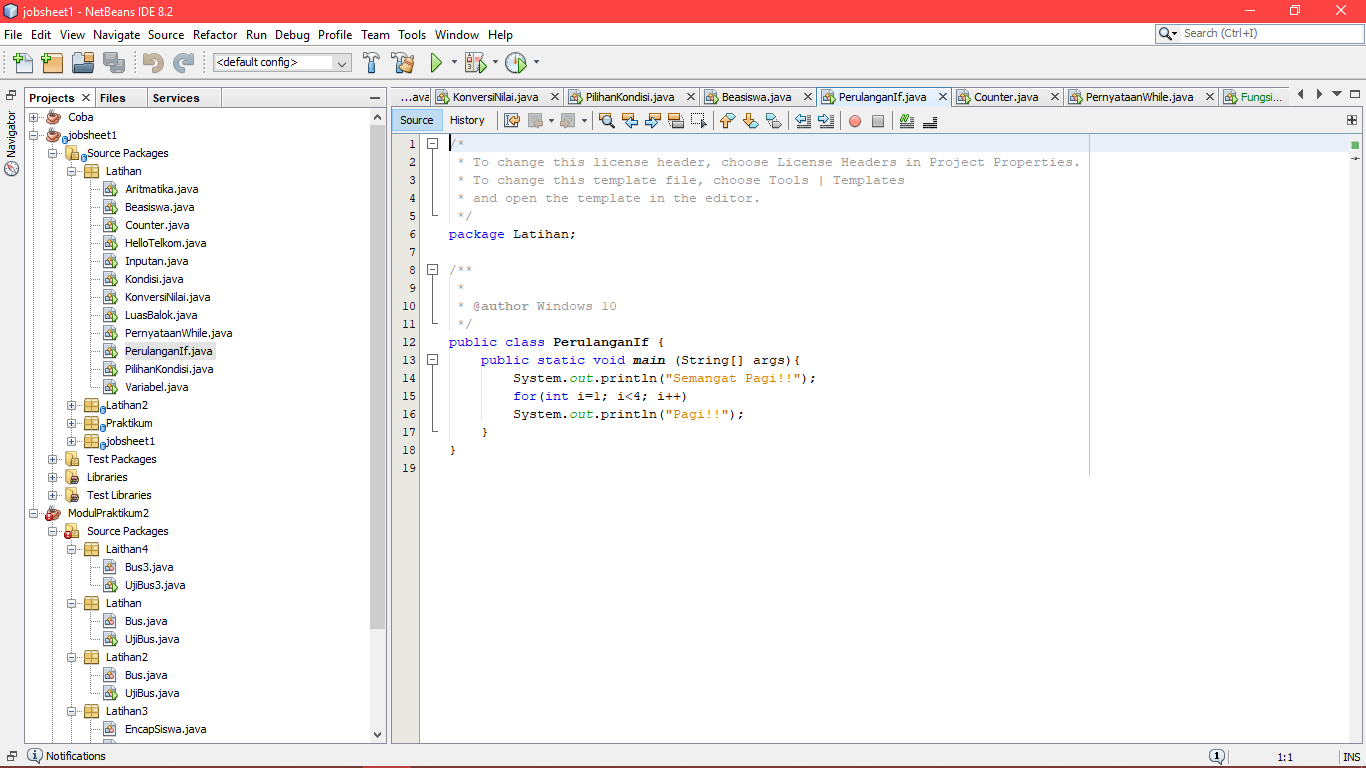 jobsheet1 - NetBeans IDE 8.2
File Edit View Navigate Source Refactor Run Debug Profile Team Tools Window Help
Search (Ctrl+I)
<default config>
Navigator
Projects Files Services
Coba
jobsheet1
Source Packages
Latihan
Aritmatika.java
Beasiswa.java
Counter.java
HelloTelkom.java
Inputan.java
Kondisi.java
KonversiNilai.java
LuasBalok.java
PernyataanWhile.java
PerulanganIf.java
PilihanKondisi.java
Variabel.java
Latihan2
Praktikum
jobsheet1
Test Packages
Libraries
Test Libraries
ModulPraktikum2
Source Packages
Laithan4
Bus3.java
UjiBus3.java
Latihan
Bus.java
UjiBus.java
Latihan2
Bus.java
UjiBus.java
Latihan3
EncapSiswa.java
...ava KonversiNilai.java PilihanKondisi.java Beasiswa.java PerulanganIf.java Counter.java PernyataanWhile.java Fungsi...
Source History
1 /*
2  * To change this license header, choose License Headers in Project Properties.
3  * To change this template file, choose Tools | Templates
4  * and open the template in the editor.
5  */
6 package Latihan;
7
8 /**
9  *
10  * @author Windows 10
11  */
12 public class PerulanganIf {
13     public static void main (String[] args){
14         System.out.println("Semangat Pagi!!");
15         for(int i=1; i<4; i++)
16         System.out.println("Pagi!!");
17     }
18 }
19
Notifications
1
1:1
INS